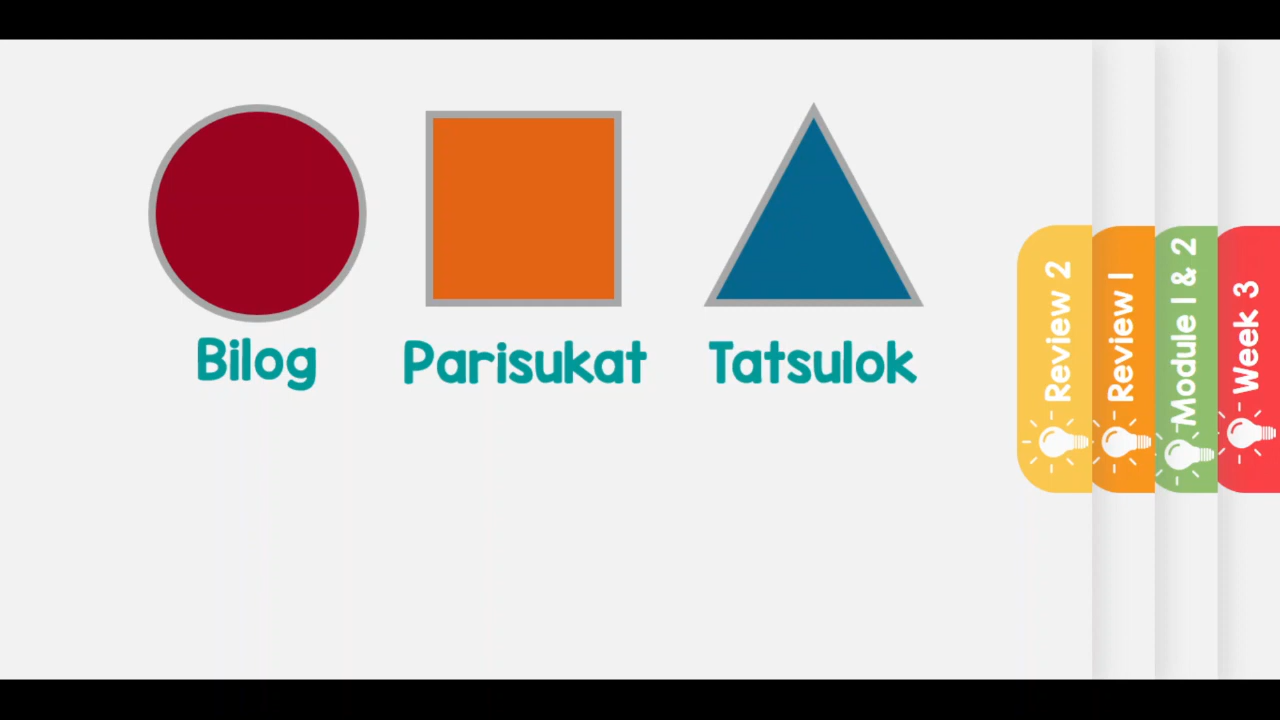 Bilog
Parisukat
Tatsulok
Review 2
Review 1
Module 1 & 2
Week 3